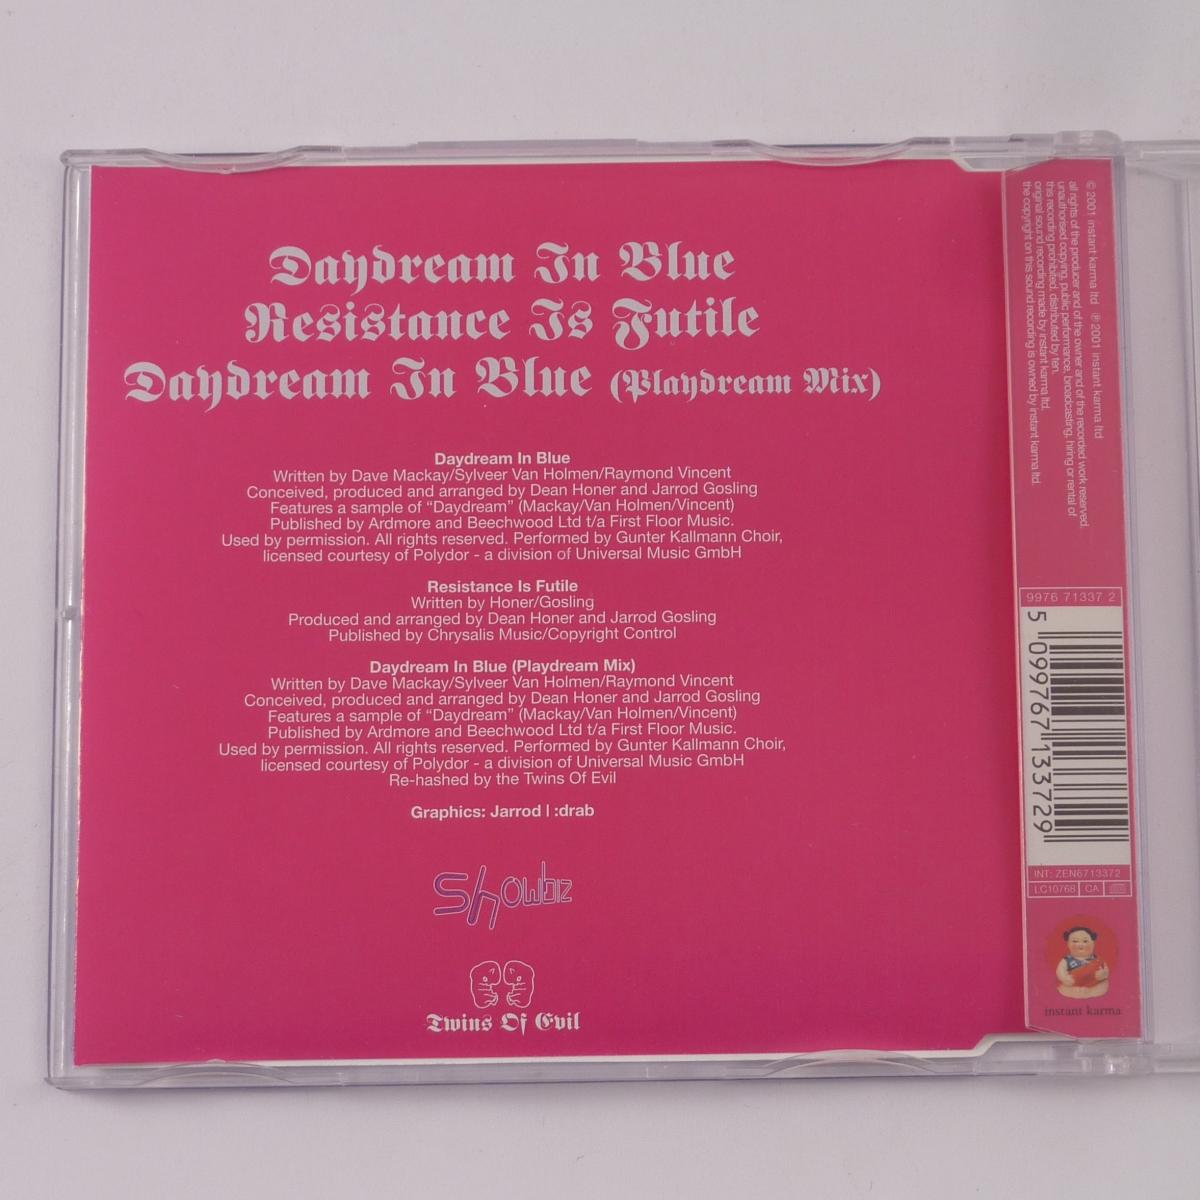 Daydream In Blue
Resistance Is Futile
Daydream In Blue (Playdream Mix)
Daydream In Blue
Written by Dave Mackay/Sylveer Van Holmen/Raymond Vincent
Conceived, produced and arranged by Dean Honer and Jarrod Gosling
Features a sample of “Daydream” (Mackay/Van Holmen/Vincent)
Published by Ardmore and Beechwood Ltd t/a First Floor Music.
Used by permission. All rights reserved. Performed by Gunter Kallmann Choir,
licensed courtesy of Polydor - a division of Universal Music GmbH
Resistance Is Futile
Written by Honer/Gosling
Produced and arranged by Dean Honer and Jarrod Gosling
Published by Chrysalis Music/Copyright Control
Daydream In Blue (Playdream Mix)
Written by Dave Mackay/Sylveer Van Holmen/Raymond Vincent
Conceived, produced and arranged by Dean Honer and Jarrod Gosling
Features a sample of “Daydream” (Mackay/Van Holmen/Vincent)
Published by Ardmore and Beechwood Ltd t/a First Floor Music.
Used by permission. All rights reserved. Performed by Gunter Kallmann Choir,
licensed courtesy of Polydor - a division of Universal Music GmbH
Re-hashed by the Twins Of Evil
Graphics: Jarrod | :drab
Showbiz
Twins Of Evil
© 2001 instant karma ltd ℗ 2001 instant karma ltd
all rights of the producer and of the owner and of the recorded work reserved.
unauthorised copying, public performance, broadcasting, hiring or rental of
this recording prohibited. distributed by ten.
original sound recording made by instant karma ltd.
the copyright on this sound recording is owned by instant karma ltd.
9976 71337 2
5 099767 133729
INT: ZEN6713372
LC10768 CA
instant karma